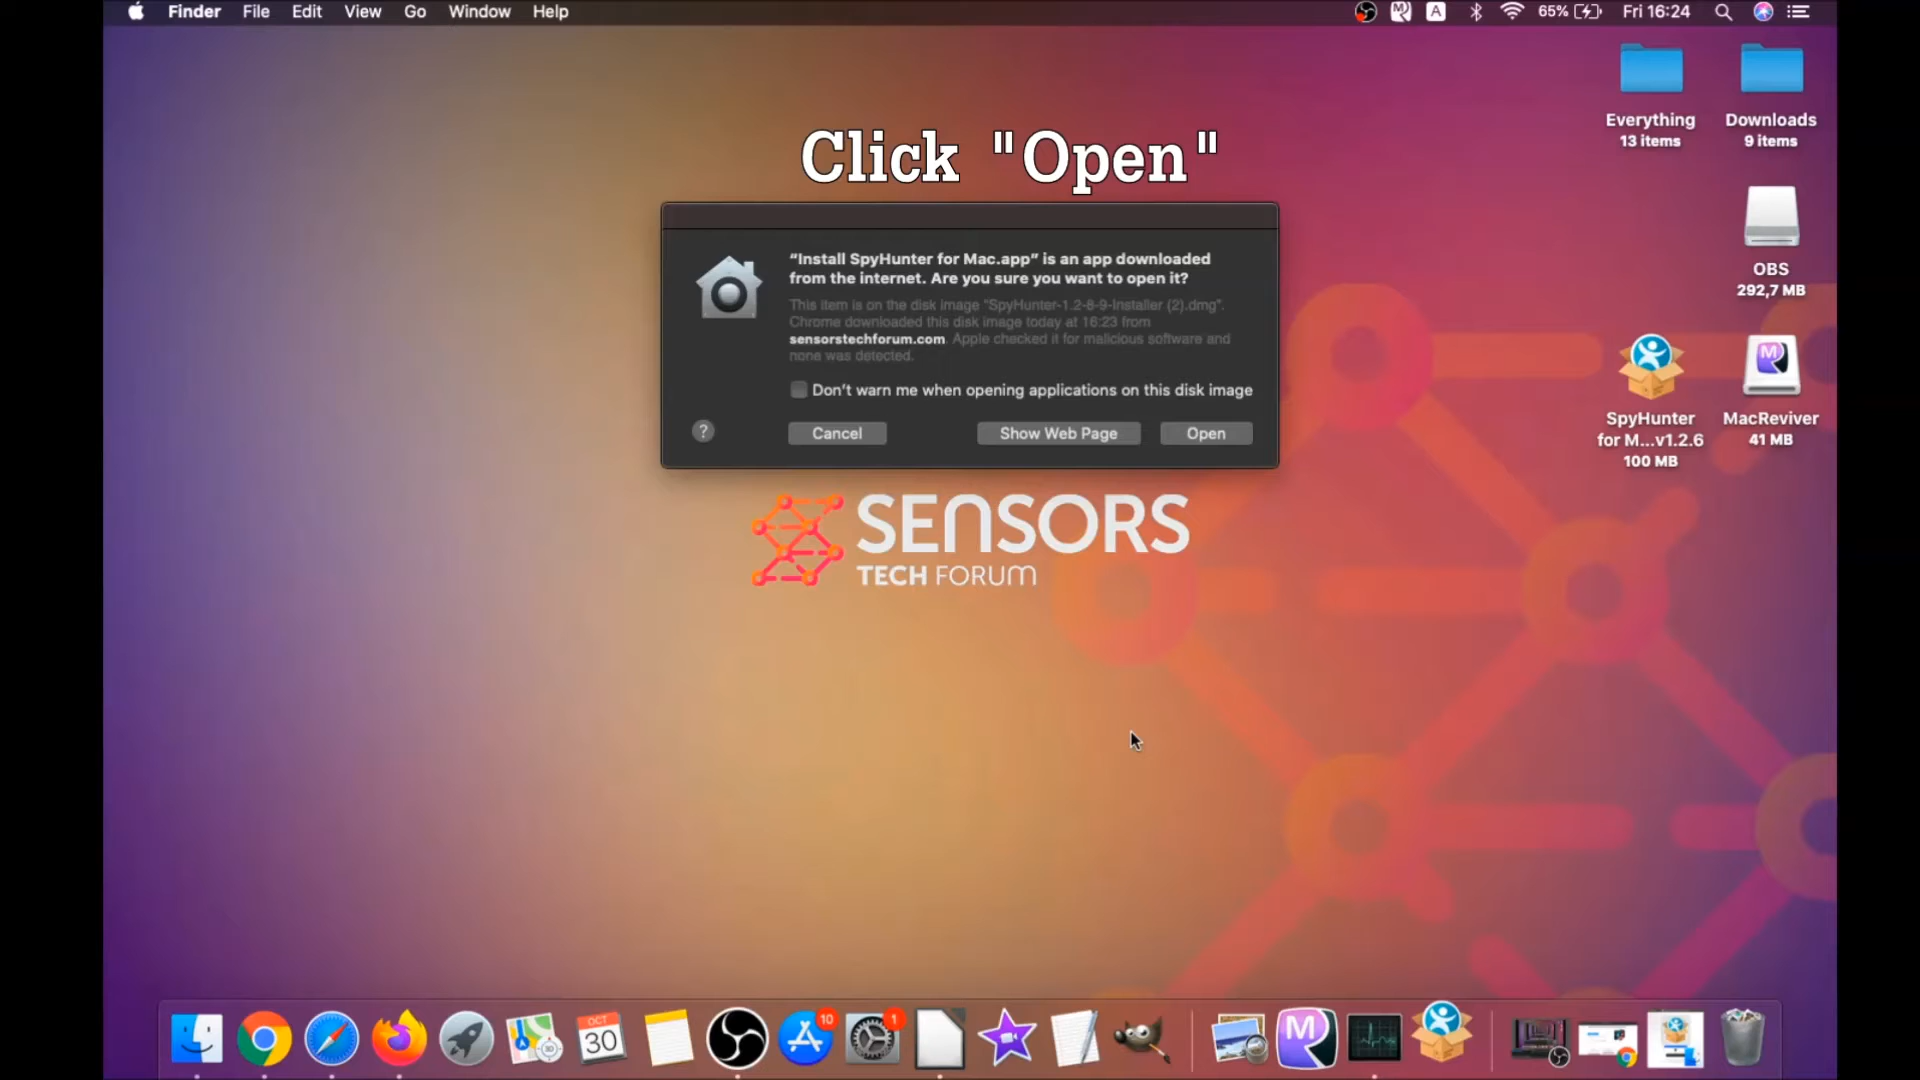 Finder File Edit View Go Window Help
A 65% Fri 16:24
Everything
13 items
Downloads
9 items
Click "Open"
OBS
292,7 MB
“Install SpyHunter for Mac.app” is an app downloaded
from the internet. Are you sure you want to open it?
This item is on the disk image “SpyHunter-1.2-8-9-Installer (2).dmg”.
Chrome downloaded this disk image today at 16:23 from
sensorstechforum.com. Apple checked it for malicious software and
none was detected.
Don’t warn me when opening applications on this disk image
? Cancel Show Web Page Open
SpyHunter
for M...v1.2.6
100 MB
MacReviver
41 MB
SENSORS
TECH FORUM
OCT
30
10
1